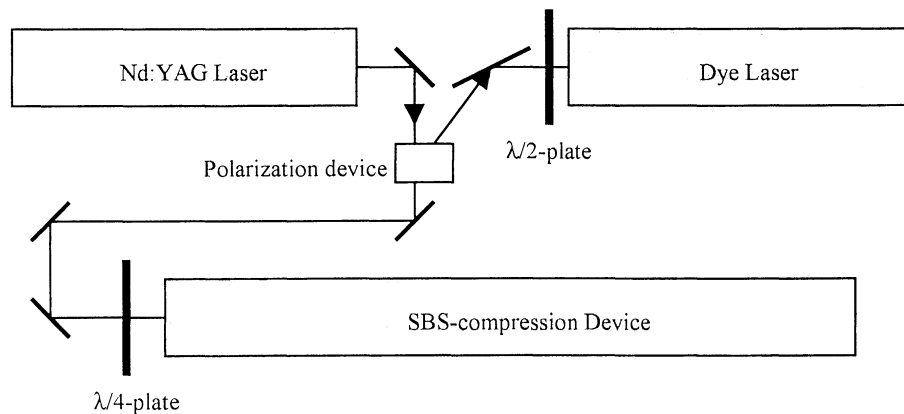 Nd:YAG Laser
Dye Laser
λ/2-plate
Polarization device
SBS-compression Device
λ/4-plate